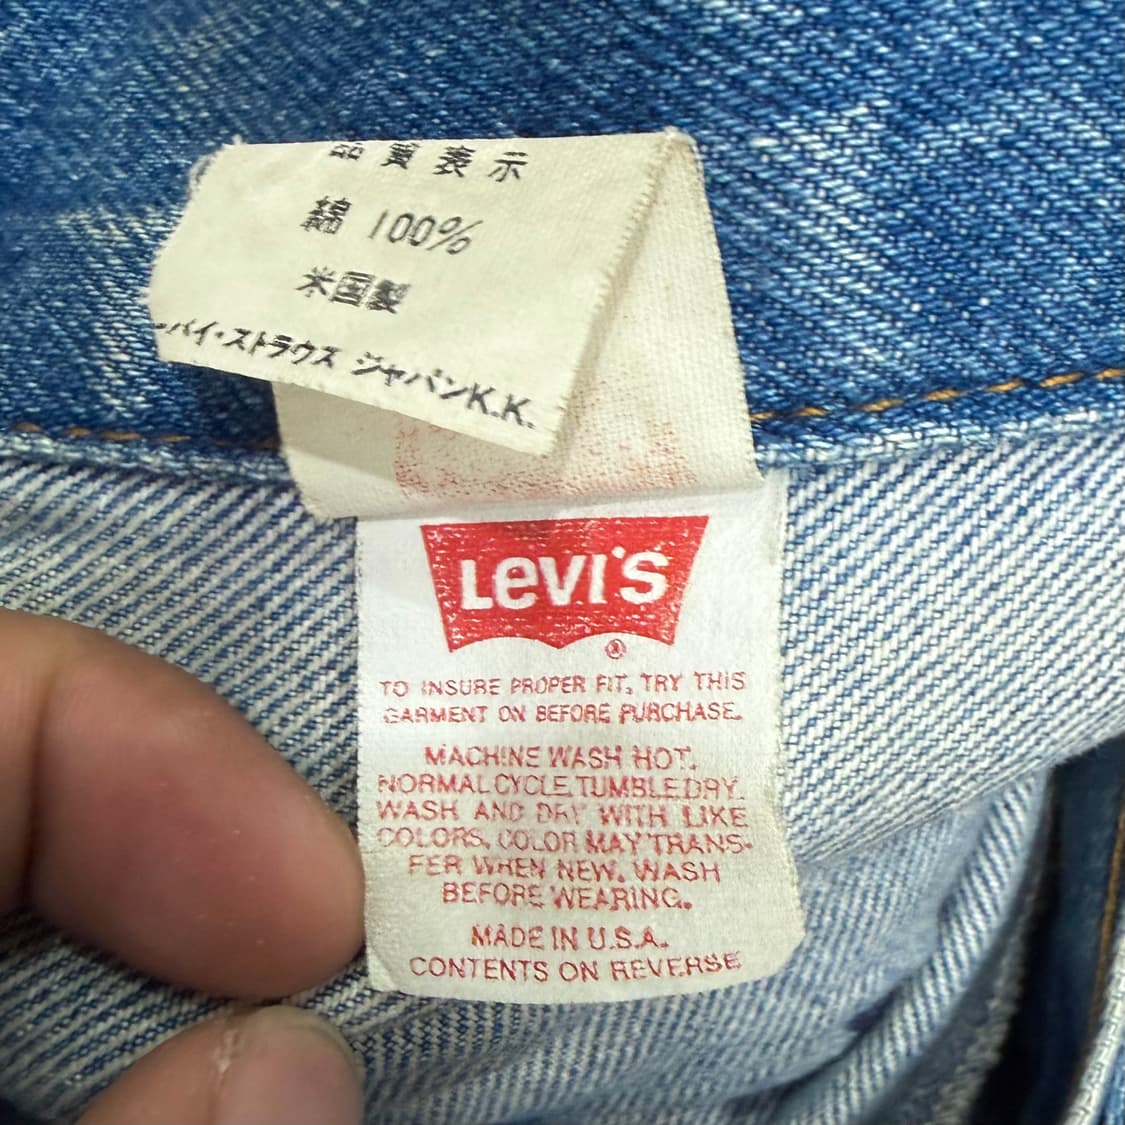 品質表示
綿 100%
米国製
ーバイ・ストラウス ジャパンK.K.
LEVI'S
®
TO INSURE PROPER FIT, TRY THIS
GARMENT ON BEFORE PURCHASE.
MACHINE WASH HOT,
NORMAL CYCLE, TUMBLE DRY.
WASH AND DRY WITH LIKE
COLORS. COLOR MAY TRANS-
FER WHEN NEW. WASH
BEFORE WEARING.
MADE IN U.S.A.
CONTENTS ON REVERSE